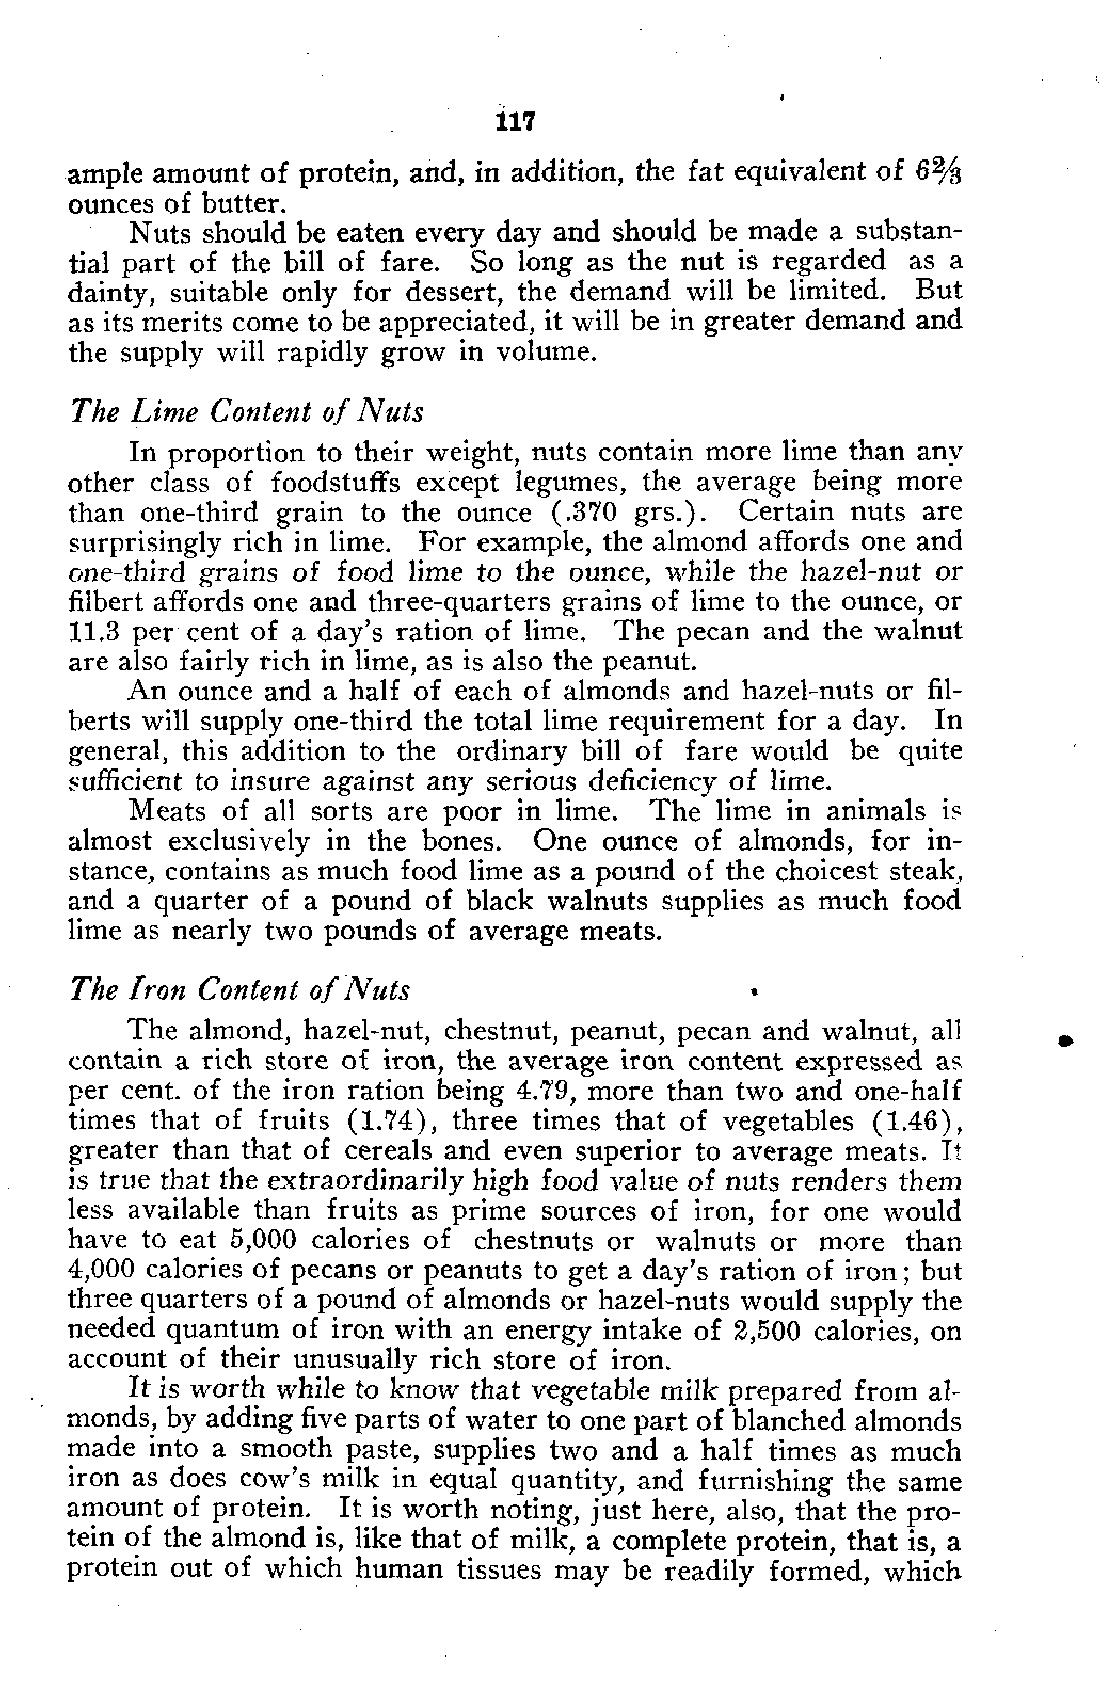 117
ample amount of protein, and, in addition, the fat equivalent of 6⅔
ounces of butter.
Nuts should be eaten every day and should be made a substan-
tial part of the bill of fare. So long as the nut is regarded as a
dainty, suitable only for dessert, the demand will be limited. But
as its merits come to be appreciated, it will be in greater demand and
the supply will rapidly grow in volume.
The Lime Content of Nuts
In proportion to their weight, nuts contain more lime than any
other class of foodstuffs except legumes, the average being more
than one-third grain to the ounce (.370 grs.). Certain nuts are
surprisingly rich in lime. For example, the almond affords one and
one-third grains of food lime to the ounce, while the hazel-nut or
filbert affords one and three-quarters grains of lime to the ounce, or
11.3 per cent of a day's ration of lime. The pecan and the walnut
are also fairly rich in lime, as is also the peanut.
An ounce and a half of each of almonds and hazel-nuts or fil-
berts will supply one-third the total lime requirement for a day. In
general, this addition to the ordinary bill of fare would be quite
sufficient to insure against any serious deficiency of lime.
Meats of all sorts are poor in lime. The lime in animals is
almost exclusively in the bones. One ounce of almonds, for in-
stance, contains as much food lime as a pound of the choicest steak,
and a quarter of a pound of black walnuts supplies as much food
lime as nearly two pounds of average meats.
The Iron Content of Nuts
The almond, hazel-nut, chestnut, peanut, pecan and walnut, all
contain a rich store of iron, the average iron content expressed as
per cent. of the iron ration being 4.79, more than two and one-half
times that of fruits (1.74), three times that of vegetables (1.46),
greater than that of cereals and even superior to average meats. It
is true that the extraordinarily high food value of nuts renders them
less available than fruits as prime sources of iron, for one would
have to eat 5,000 calories of chestnuts or walnuts or more than
4,000 calories of pecans or peanuts to get a day's ration of iron; but
three quarters of a pound of almonds or hazel-nuts would supply the
needed quantum of iron with an energy intake of 2,500 calories, on
account of their unusually rich store of iron.
It is worth while to know that vegetable milk prepared from al-
monds, by adding five parts of water to one part of blanched almonds
made into a smooth paste, supplies two and a half times as much
iron as does cow's milk in equal quantity, and furnishing the same
amount of protein. It is worth noting, just here, also, that the pro-
tein of the almond is, like that of milk, a complete protein, that is, a
protein out of which human tissues may be readily formed, which